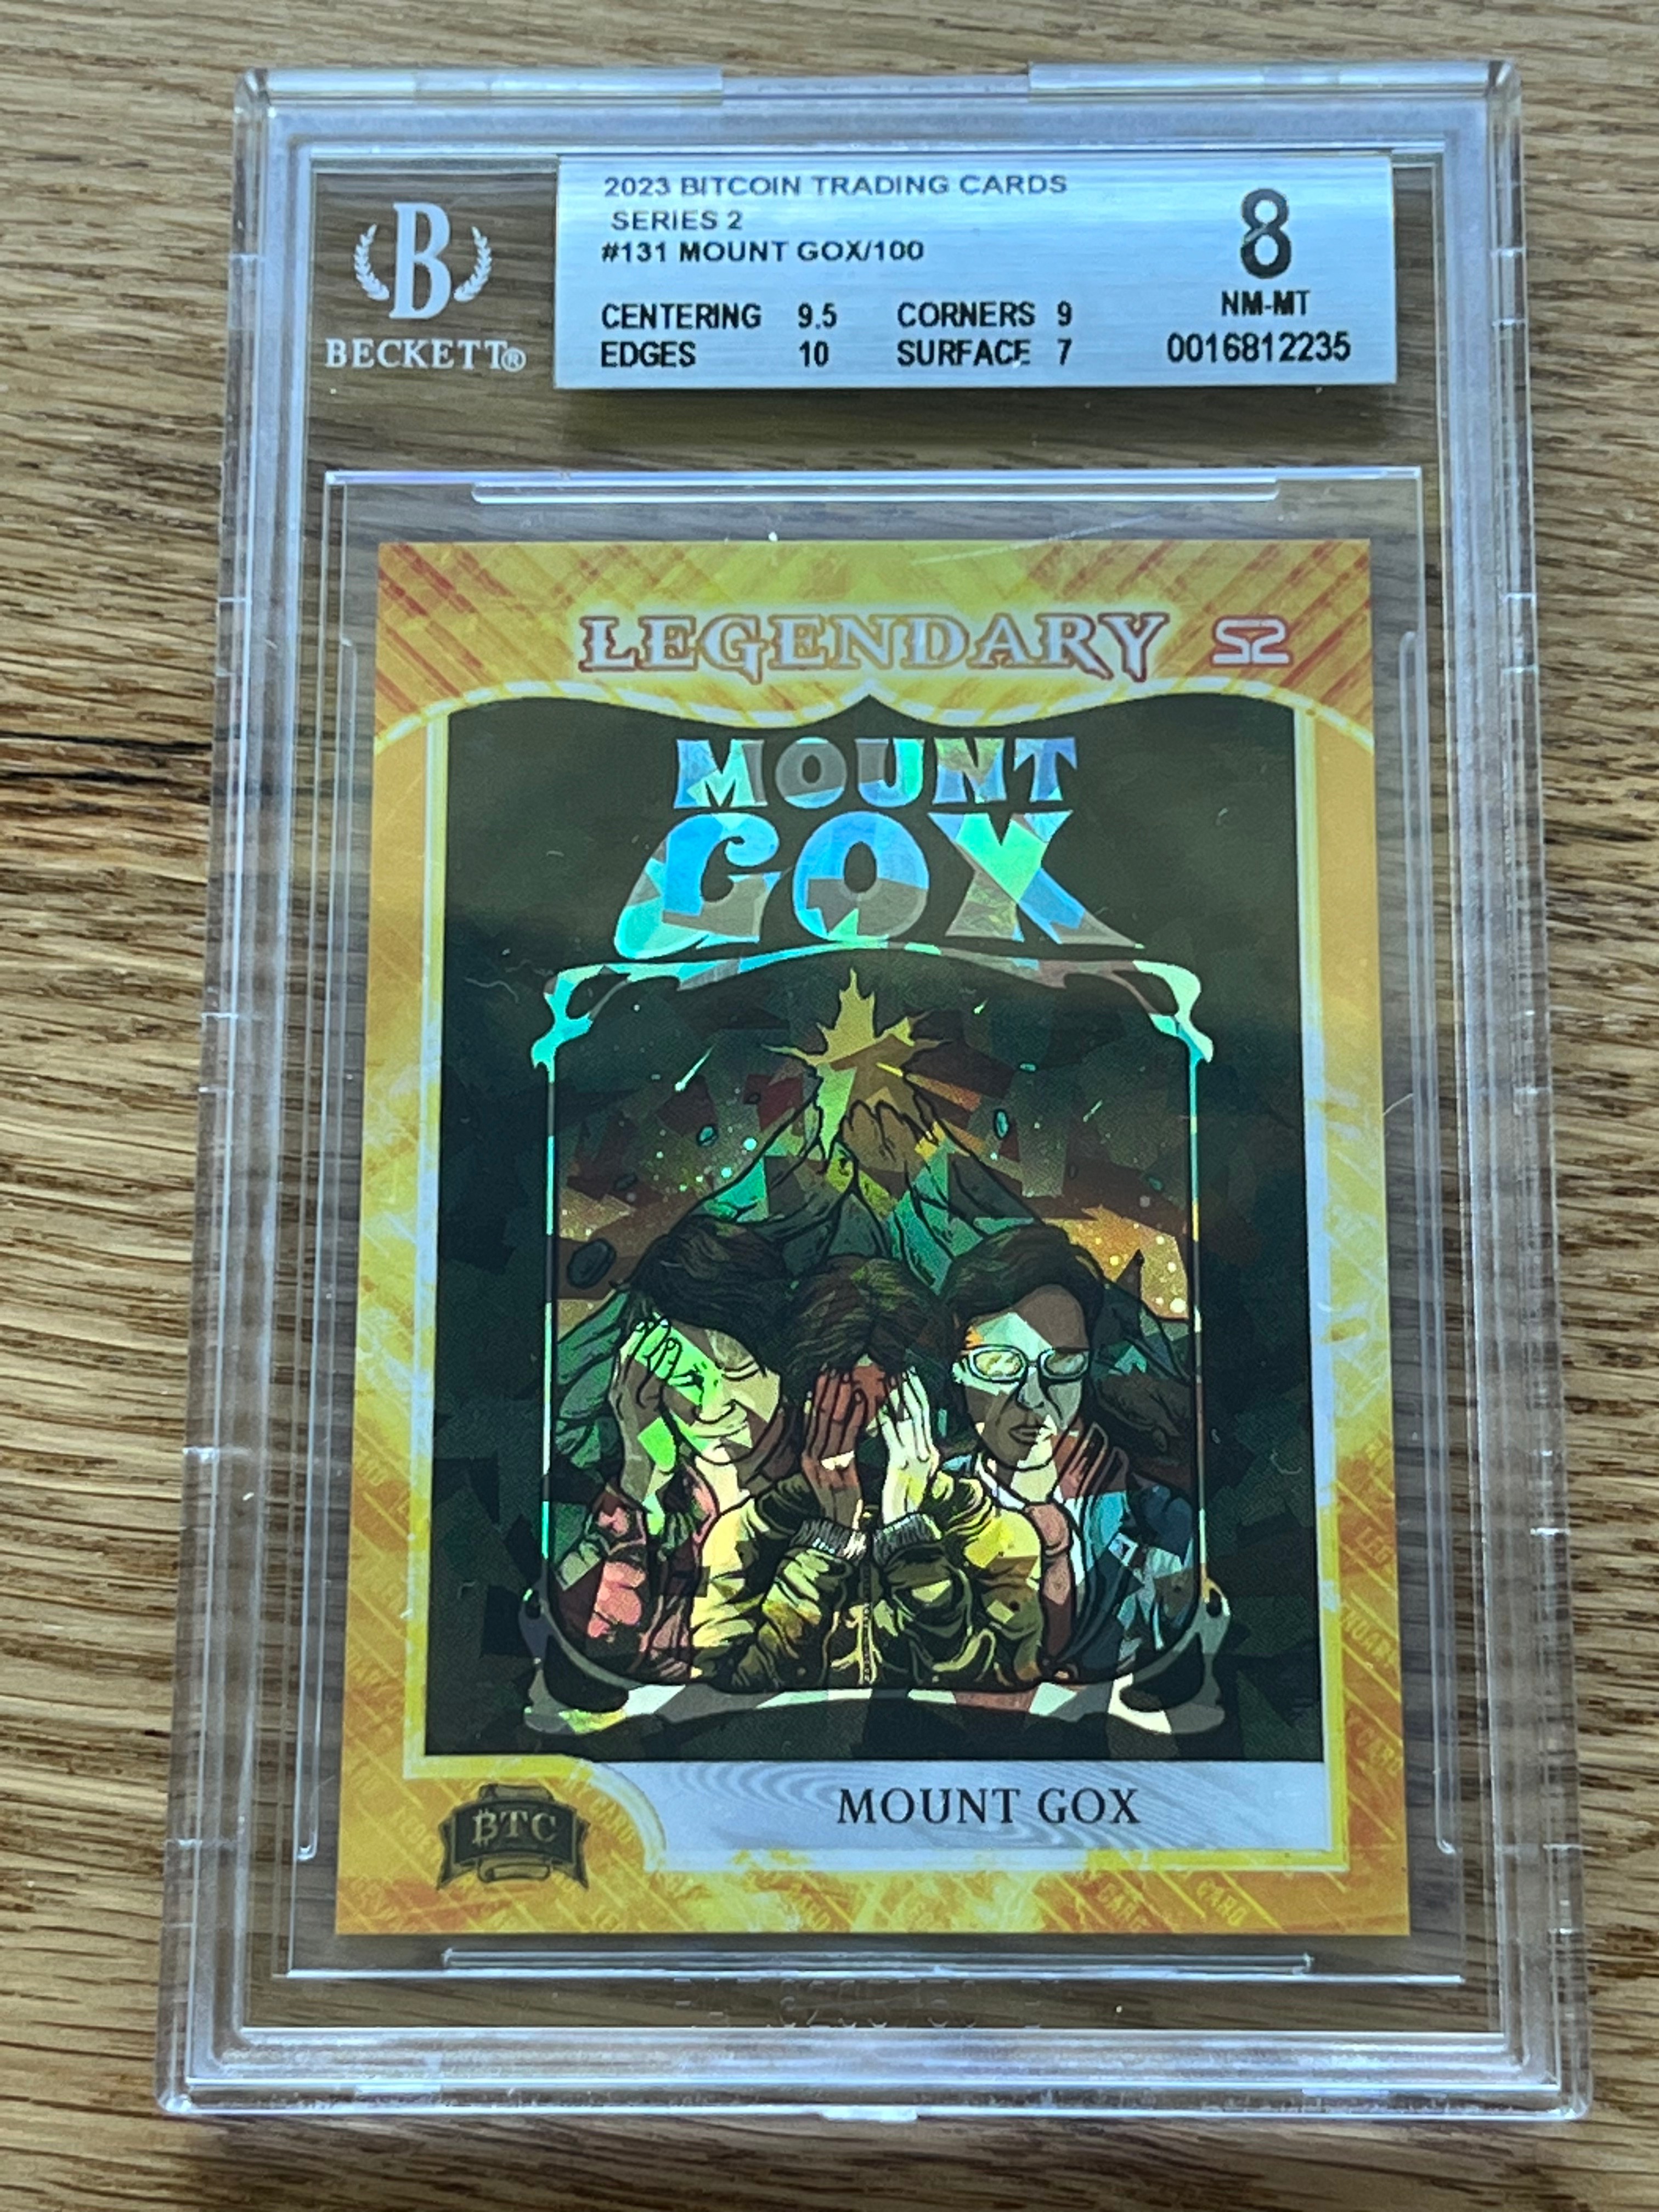 2023 BITCOIN TRADING CARDS
SERIES 2
#131 MOUNT GOX/100
8
NM-MT
CENTERING 9.5 CORNERS 9
EDGES 10 SURFACE 7
0016812235
B
BECKETT®
LEGENDARY S2
MOUNT
GOX
MOUNT GOX
BTC